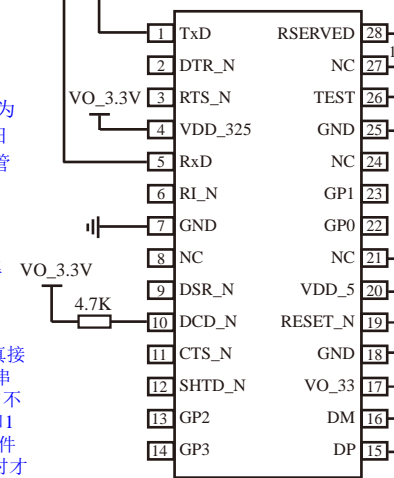 1 TxD RSERVED 28
2 DTR_N NC 27
为
VO_3.3V 3 RTS_N TEST 26
4 VDD_325 GND 25
管
5 RxD NC 24
6 RI_N GP1 23
7 GND GP0 22
8 NC NC 21
VO_3.3V
9 DSR_N VDD_5 20
4.7K
10 DCD_N RESET_N 19
接
11 CTS_N GND 18
串
12 SHTD_N VO_33 17
不
1
13 GP2 DM 16
件
14 GP3 DP 15
时才